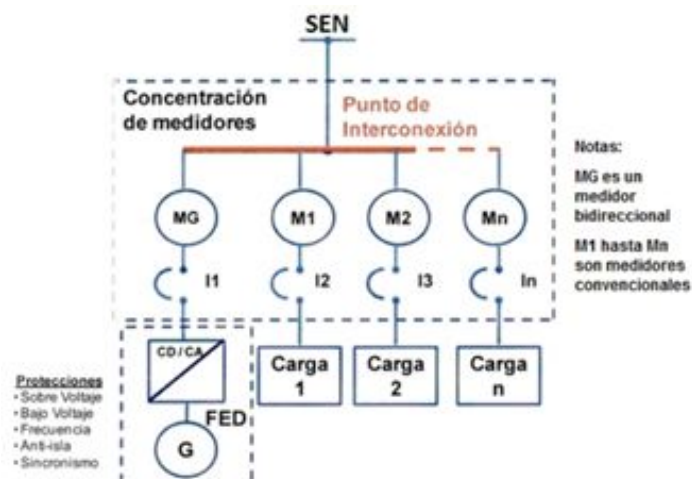 SEN
Concentración
de medidores
Punto de
Interconexión
Notas:
MG es un
medidor
bidireccional
M1 hasta Mn
son medidores
convencionales
MG
M1
M2
Mn
I1
I2
I3
In
CD / CA
FED
G
Carga
1
Carga
2
Carga
n
Protecciones
• Sobre Voltaje
• Bajo Voltaje
• Frecuencia
• Anti-isla
• Sincronismo